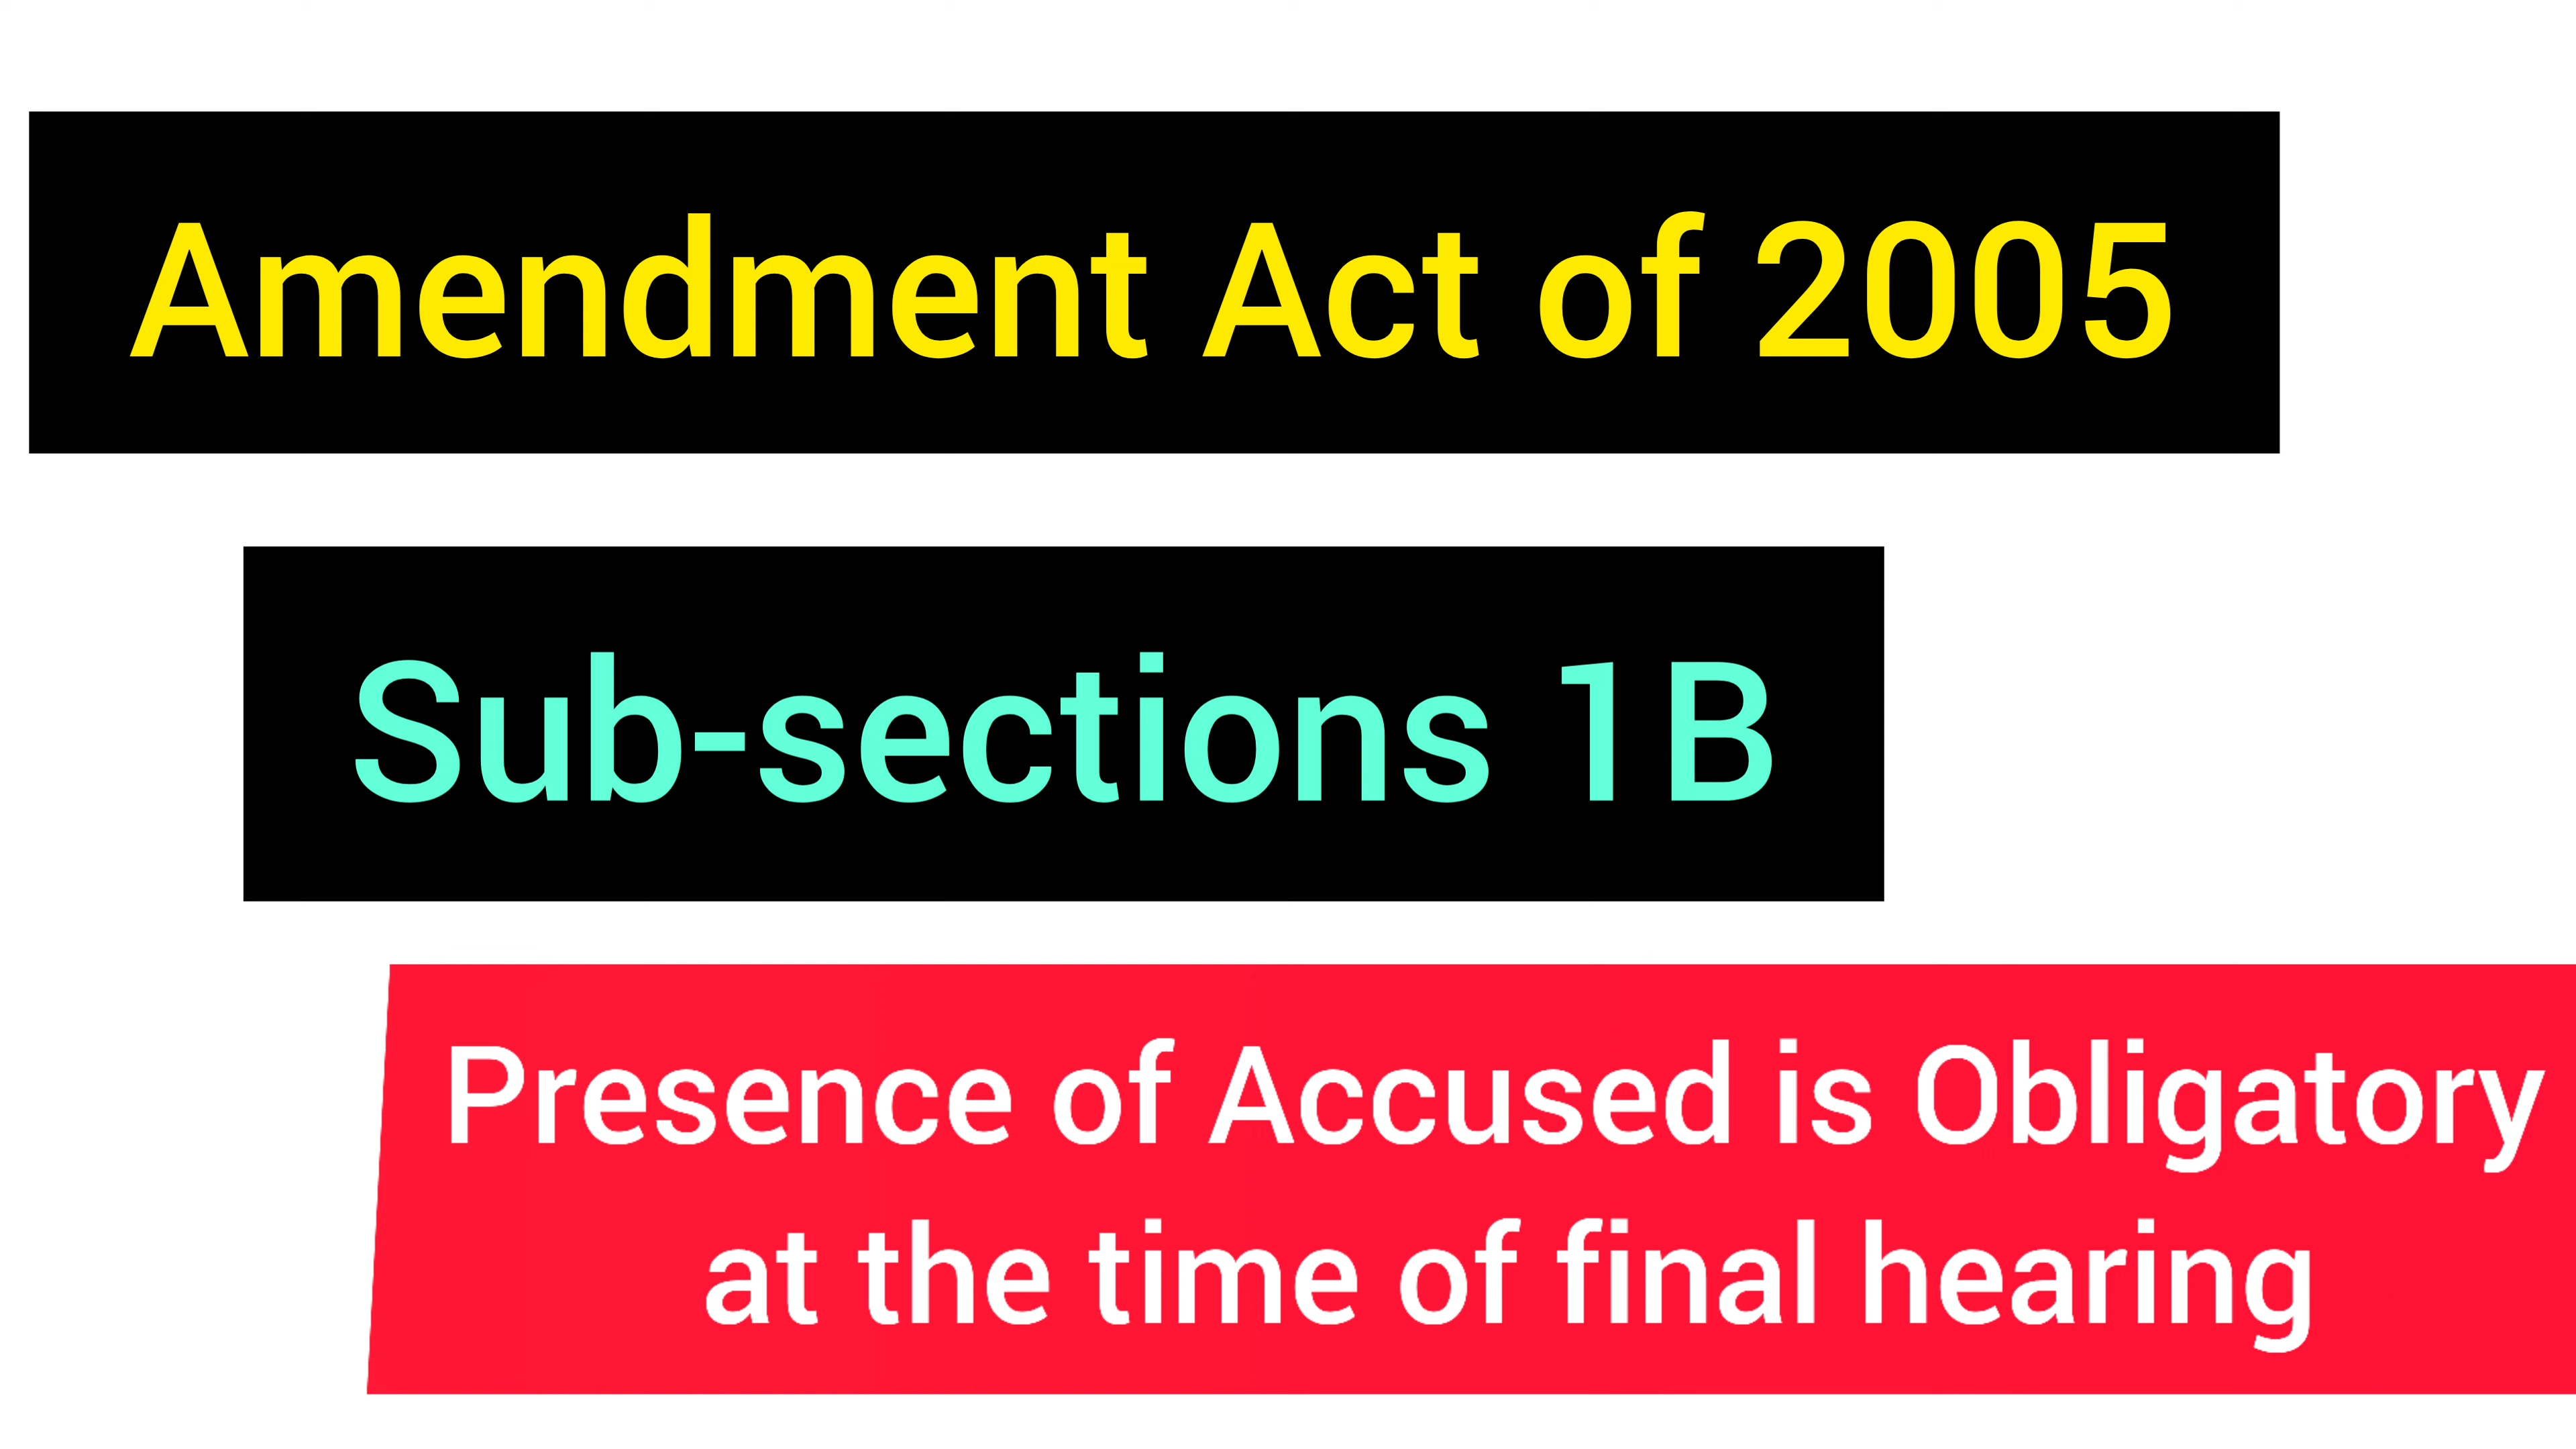 Amendment Act of 2005
Sub-sections 1B
Presence of Accused is Obligatory
at the time of final hearing